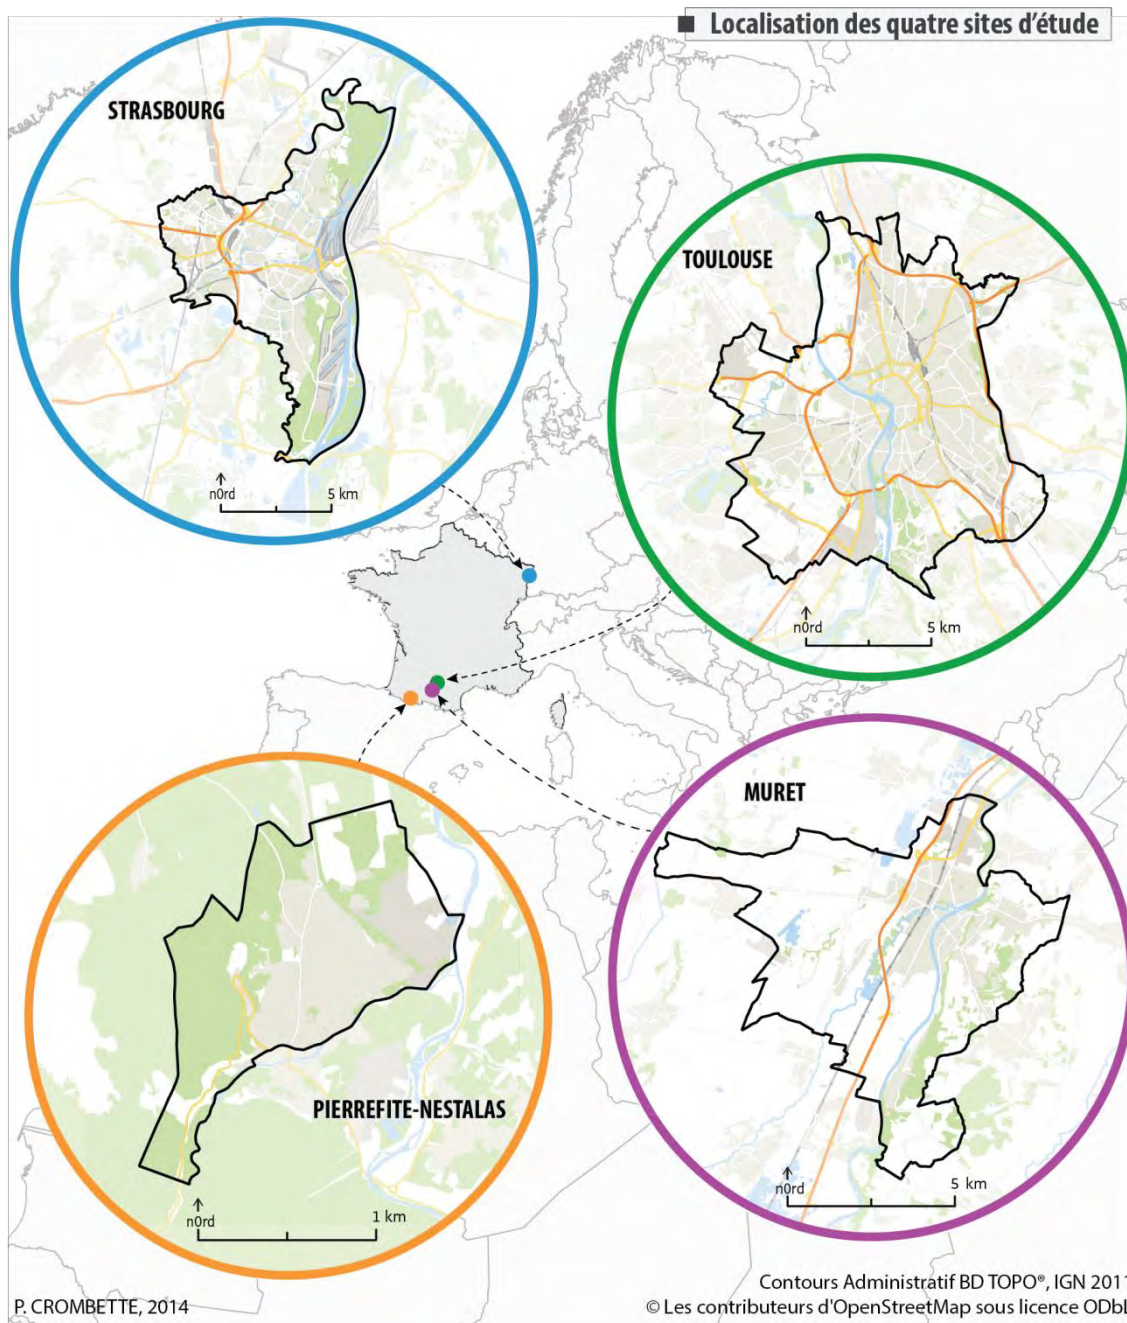 ■ Localisation des quatre sites d'étude
STRASBOURG
n0rd
5 km
TOULOUSE
n0rd
5 km
PIERREFITE-NESTALAS
n0rd
1 km
MURET
n0rd
5 km
P. CROMBETTE, 2014
Contours Administratif BD TOPO®, IGN 2011
© Les contributeurs d'OpenStreetMap sous licence ODbL